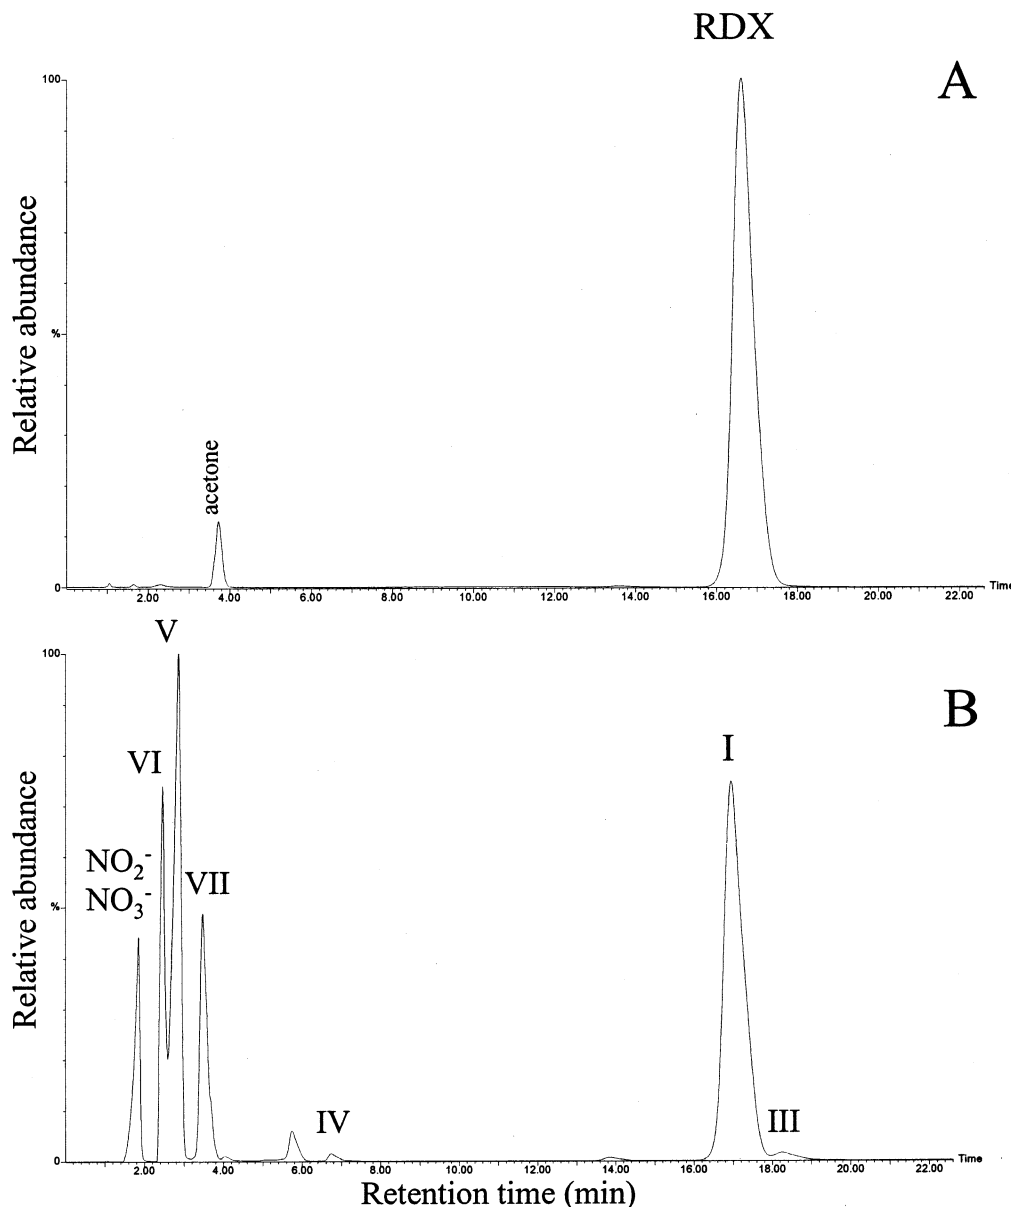 RDX
A
100
%
0
Relative abundance
acetone
2.00 4.00 6.00 8.00 10.00 12.00 14.00 16.00 18.00 20.00 22.00
Time
V
100
B
VI
I
NO2-
NO3-
VII
%
Relative abundance
IV
III
0
2.00 4.00 6.00 8.00 10.00 12.00 14.00 16.00 18.00 20.00 22.00
Time
Retention time (min)